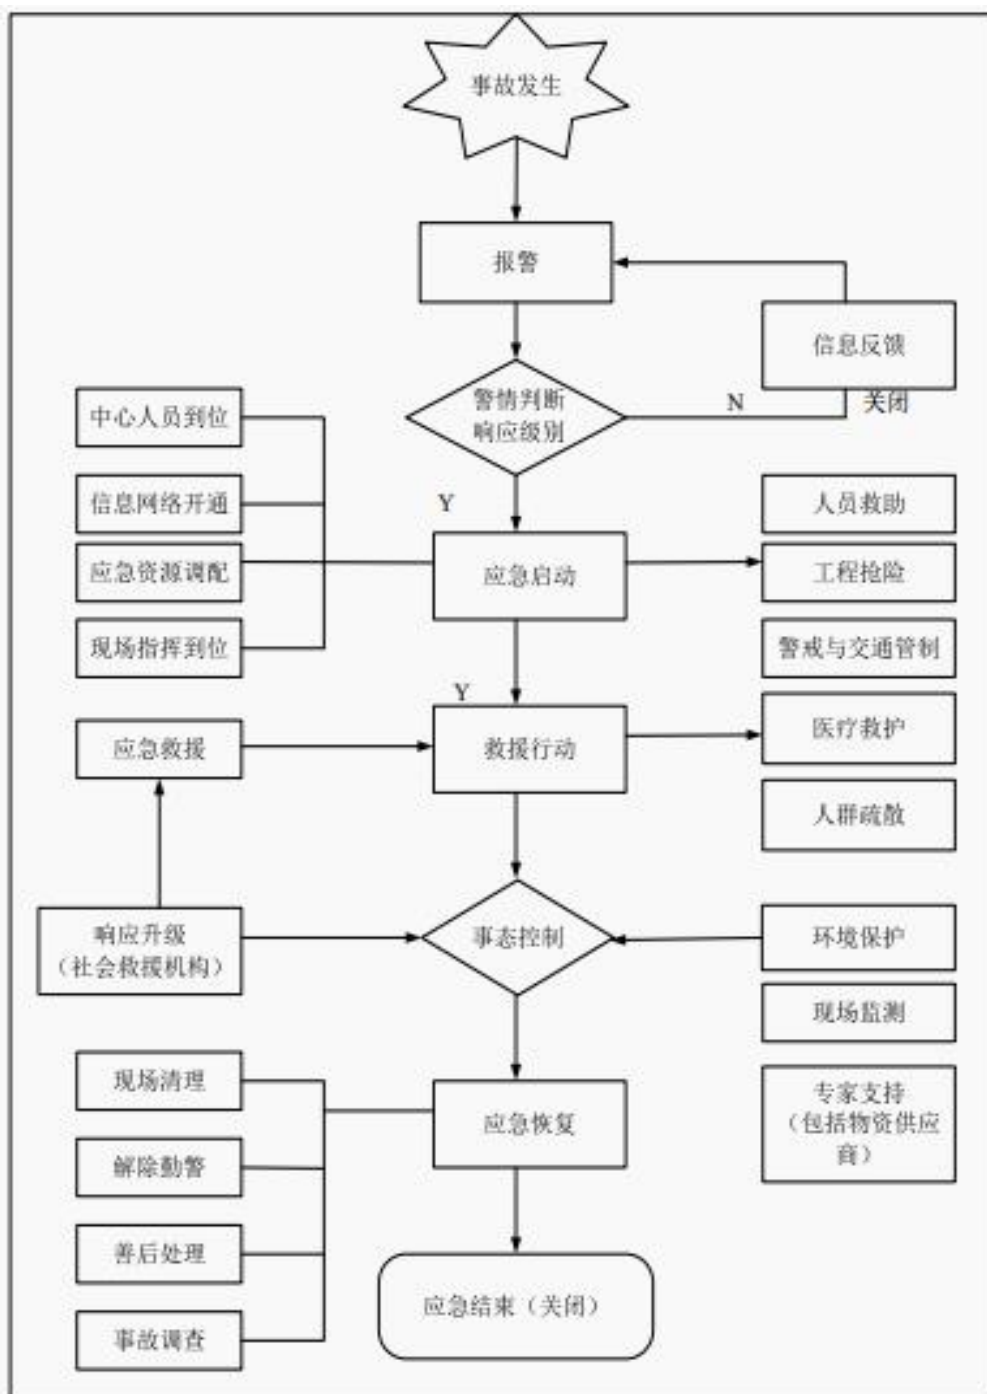 事故发生
报警
信息反馈
警情判断
响应级别
N
关闭
中心人员到位
信息网络开通
应急资源调配
现场指挥到位
Y
应急启动
人员救助
工程抢险
警戒与交通管制
Y
应急救援
救援行动
医疗救护
人群疏散
响应升级
（社会救援机构）
事态控制
环境保护
现场监测
专家支持
（包括物资供应
商）
现场清理
解除勤警
善后处理
事故调查
应急恢复
应急结束（关闭）